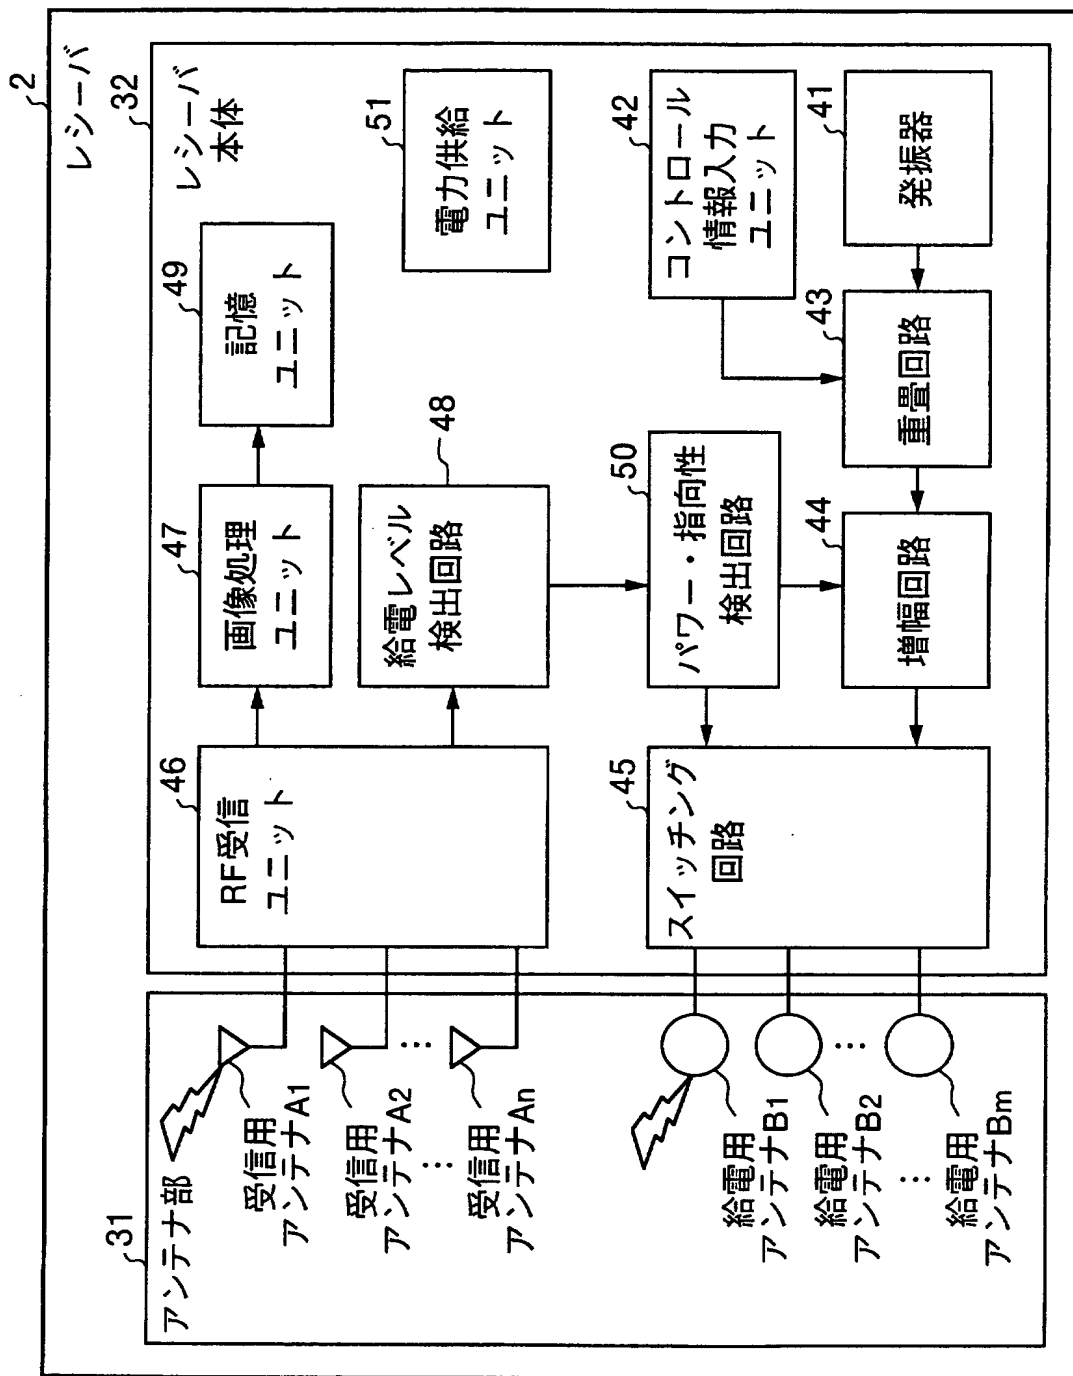 2
レシーバ
31
アンテナ部
受信用
アンテナA1
受信用
アンテナA2
⋮
⋮
受信用
アンテナAn
給電用
アンテナB1
給電用
アンテナB2
⋮
⋮
給電用
アンテナBm
32
レシーバ
本体
46
RF受信
ユニット
47
画像処理
ユニット
49
記憶
ユニット
48
給電レベル
検出回路
51
電力供給
ユニット
45
スイッチング
回路
50
パワー・指向性
検出回路
42
コントロール
情報入力
ユニット
44
増幅回路
43
重畳回路
41
発振器